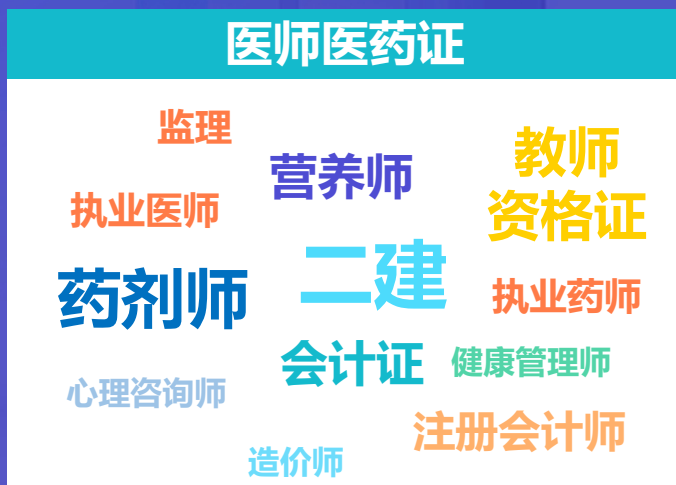 医师医药证
监理
教师
资格证
营养师
执业医师
二建
药剂师
执业药师
会计证
健康管理师
心理咨询师
注册会计师
造价师